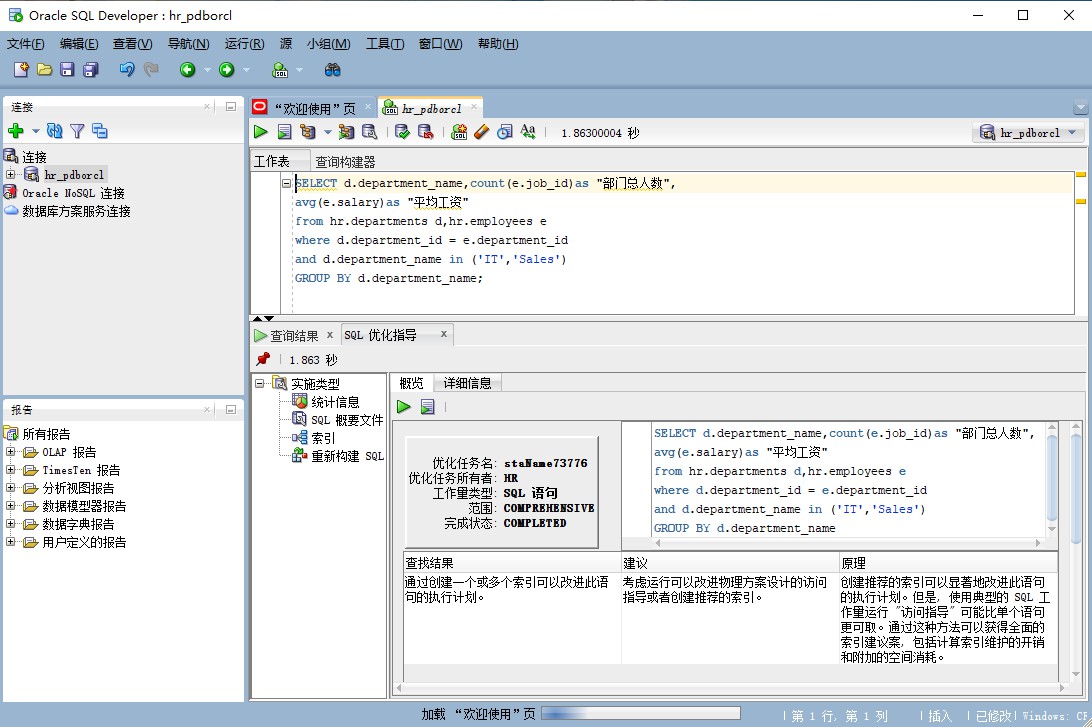 Oracle SQL Developer : hr_pdborcl
文件(F) 编辑(E) 查看(V) 导航(N) 运行(R) 源 小组(M) 工具(T) 窗口(W) 帮助(H)
连接
连接
hr_pdborcl
Oracle NoSQL 连接
数据库方案服务连接
报告
所有报告
OLAP 报告
TimesTen 报告
分析视图报告
数据模型器报告
数据字典报告
用户定义的报告
“欢迎使用”页 hr_pdborcl
1.86300004 秒 hr_pdborcl
工作表 查询构建器
SELECT d.department_name,count(e.job_id)as "部门总人数",
avg(e.salary)as "平均工资"
from hr.departments d,hr.employees e
where d.department_id = e.department_id
and d.department_name in ('IT','Sales')
GROUP BY d.department_name;
查询结果 x SQL 优化指导 x
1.863 秒
实施类型
统计信息
SQL 概要文件
索引
重新构建 SQL
概览 详细信息
优化任务名: staName73776
优化任务所有者: HR
工作量类型: SQL 语句
范围: COMPREHENSIVE
完成状态: COMPLETED
SELECT d.department_name,count(e.job_id)as "部门总人数",
avg(e.salary)as "平均工资"
from hr.departments d,hr.employees e
where d.department_id = e.department_id
and d.department_name in ('IT','Sales')
GROUP BY d.department_name
查找结果 建议 原理
通过创建一个或多个索引可以改进此语
句的执行计划。
考虑运行可以改进物理方案设计的访问
指导或者创建推荐的索引。
创建推荐的索引可以显著地改进此语句
的执行计划。但是, 使用典型的 SQL 工
作量运行 "访问指导" 可能比单个语句
更可取。通过这种方法可以获得全面的
索引建议案, 包括计算索引维护的开销
和附加的空间消耗。
加载 “欢迎使用”页 第 1 行, 第 1 列 插入 已修改 Windows: CF